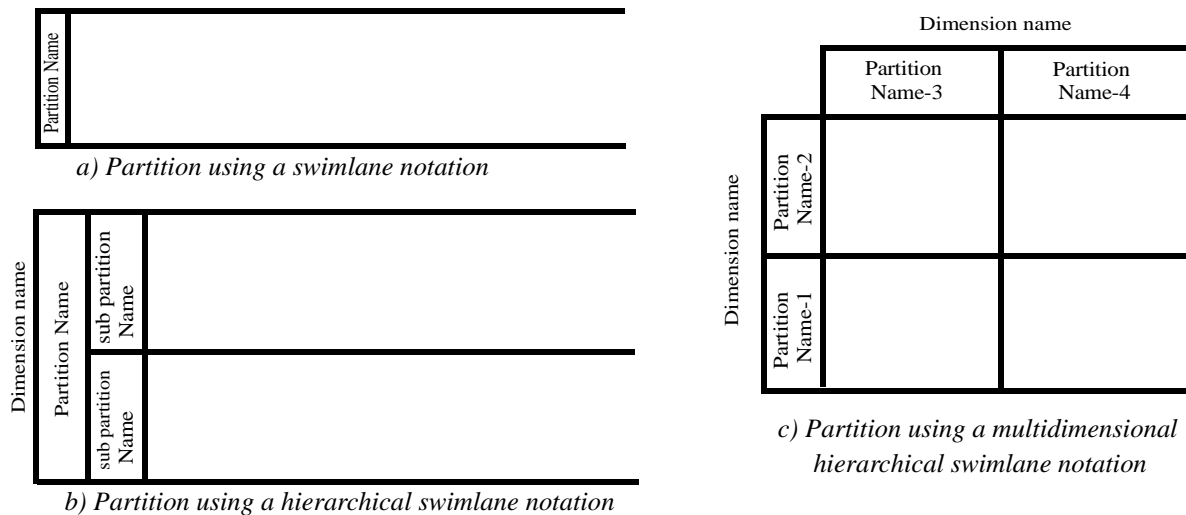 Partition Name
a) Partition using a swimlane notation
Dimension name
Partition Name
sub partition
Name
sub partition
Name
b) Partition using a hierarchical swimlane notation
Dimension name
Partition
Name-3
Partition
Name-4
Dimension name
Partition
Name-2
Partition
Name-1
c) Partition using a multidimensional
hierarchical swimlane notation